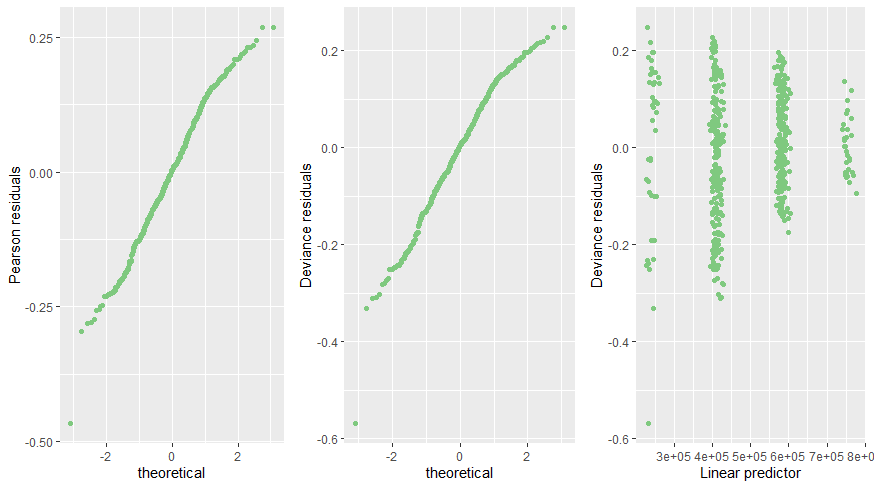 Pearson residuals
0.25
0.00
-0.25
-0.50
-2
0
2
theoretical
Deviance residuals
0.2
0.0
-0.2
-0.4
-0.6
-2
0
2
theoretical
Deviance residuals
0.2
0.0
-0.2
-0.4
-0.6
3e+05 4e+05 5e+05 6e+05 7e+05 8e+0
Linear predictor